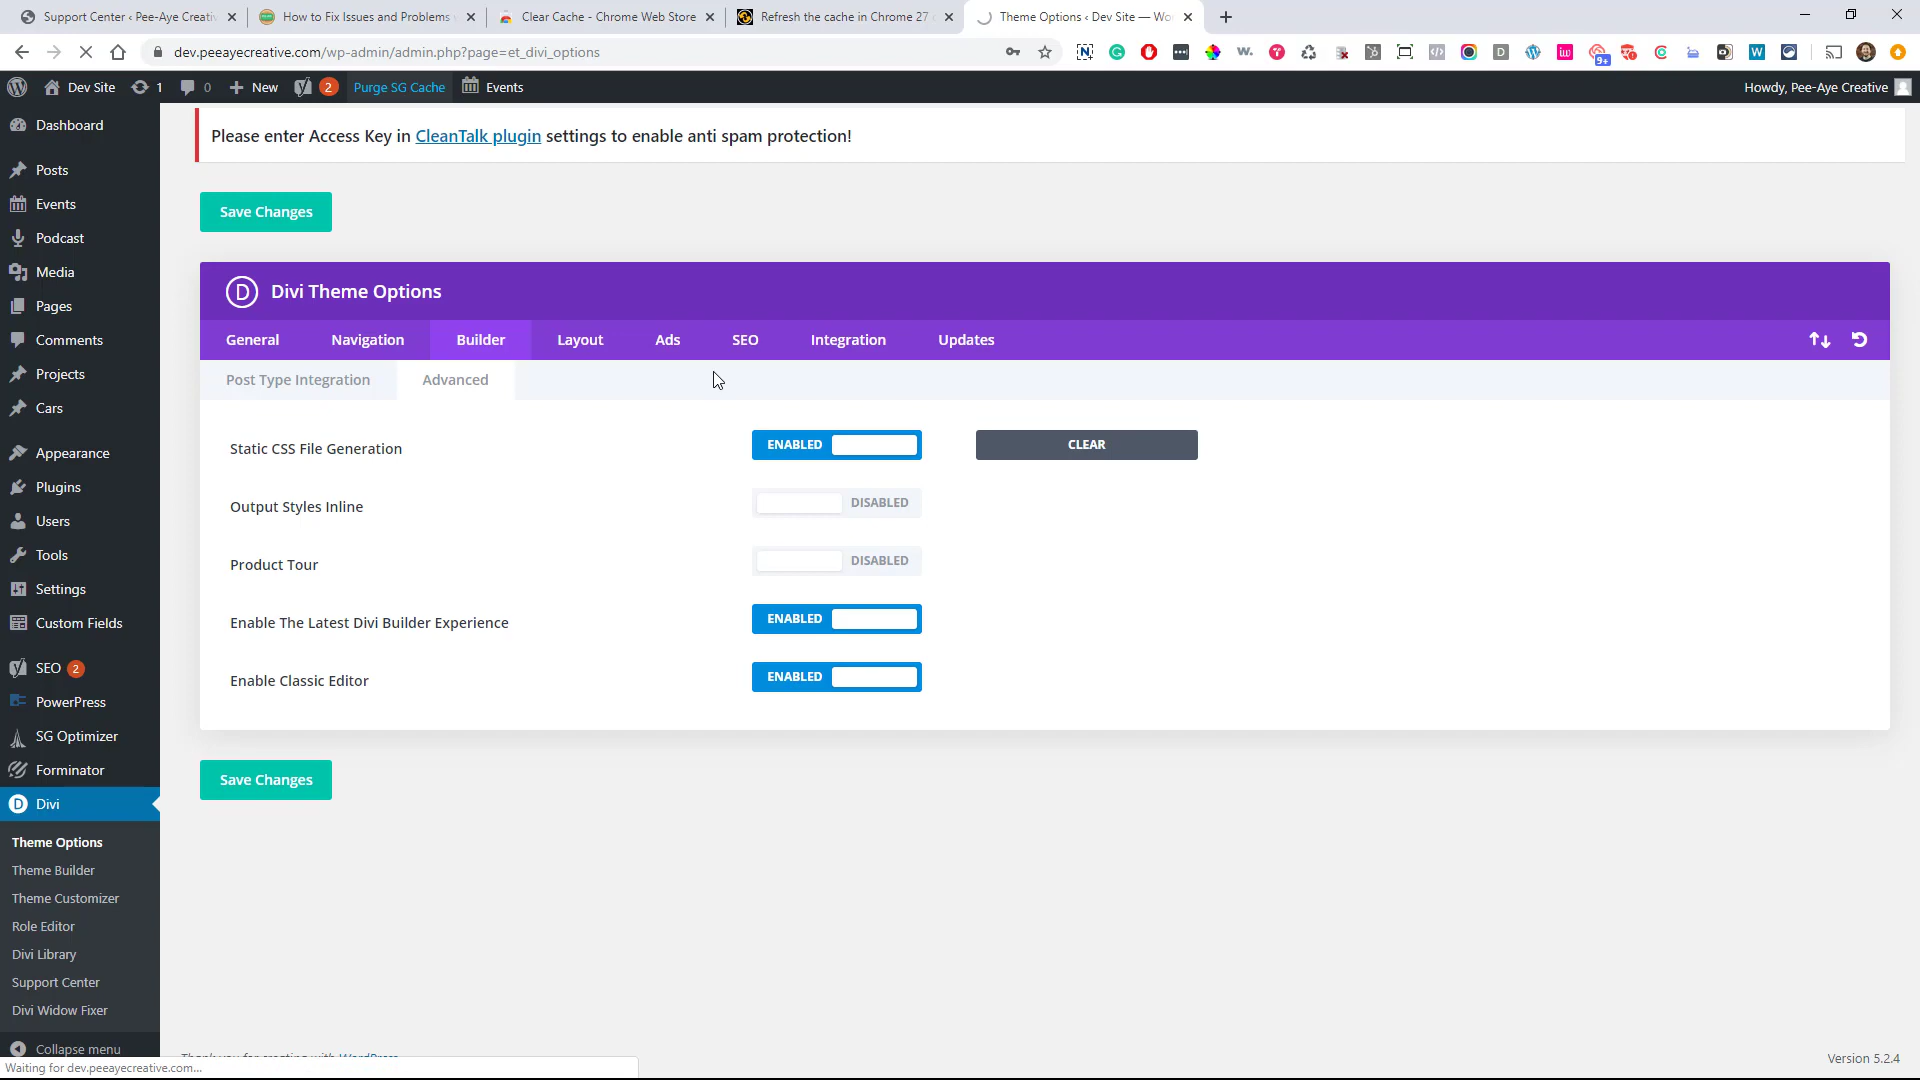 Support Center ‹ Pee-Aye Creativ
How to Fix Issues and Problems
Clear Cache - Chrome Web Store
Refresh the cache in Chrome 27
Theme Options ‹ Dev Site — Wo
dev.peeayecreative.com/wp-admin/admin.php?page=et_divi_options
9+
Dev Site
1
0
New
2
Purge SG Cache
Events
Howdy, Pee-Aye Creative
Dashboard
Posts
Events
Podcast
Media
Pages
Comments
Projects
Cars
Appearance
Plugins
Users
Tools
Settings
Custom Fields
SEO 2
PowerPress
SG Optimizer
Forminator
Divi
Theme Options
Theme Builder
Theme Customizer
Role Editor
Divi Library
Support Center
Divi Widow Fixer
Collapse menu
Please enter Access Key in CleanTalk plugin settings to enable anti spam protection!
Save Changes
D Divi Theme Options
General
Navigation
Builder
Layout
Ads
SEO
Integration
Updates
Post Type Integration
Advanced
Static CSS File Generation
ENABLED
CLEAR
Output Styles Inline
DISABLED
Product Tour
DISABLED
Enable The Latest Divi Builder Experience
ENABLED
Enable Classic Editor
ENABLED
Save Changes
Thank you for creating with WordPress
Version 5.2.4
Waiting for dev.peeayecreative.com...